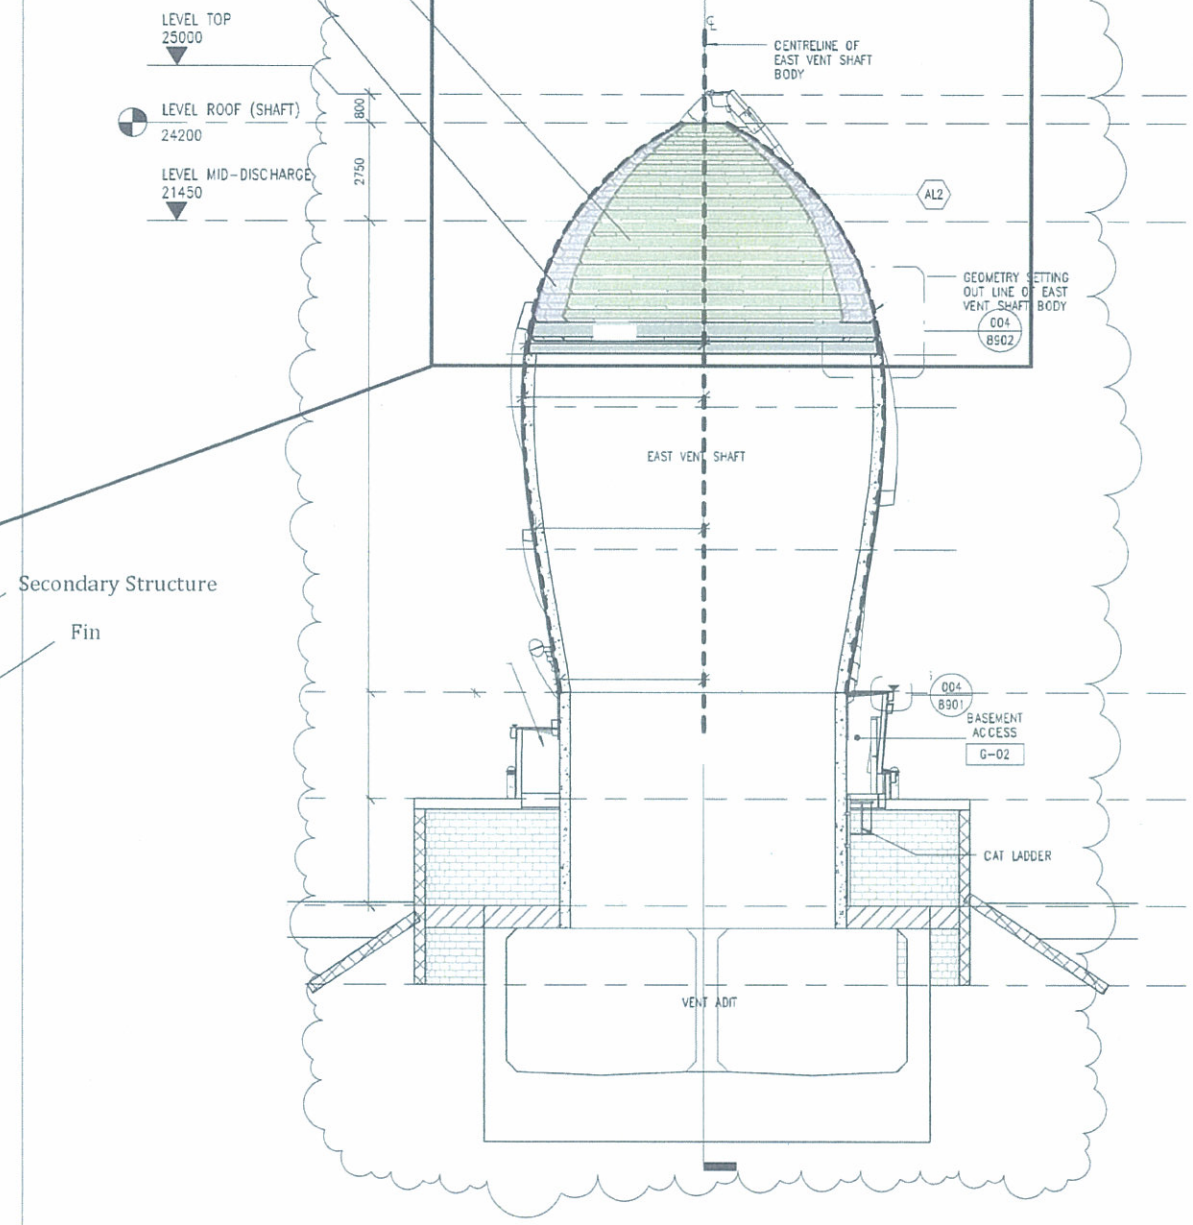 LEVEL TOP
25000
LEVEL ROOF (SHAFT)
24200
LEVEL MID-DISCHARGE
21450
800
2750
℄
CENTRELINE OF
EAST VENT SHAFT
BODY
AL2
GEOMETRY SETTING
OUT LINE OF EAST
VENT SHAFT BODY
004
8902
EAST VENT SHAFT
Secondary Structure
Fin
004
8901
BASEMENT
ACCESS
G-02
CAT LADDER
VENT ADIT